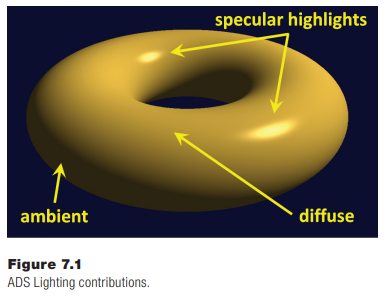 specular highlights
ambient
diffuse
Figure 7.1
ADS Lighting contributions.